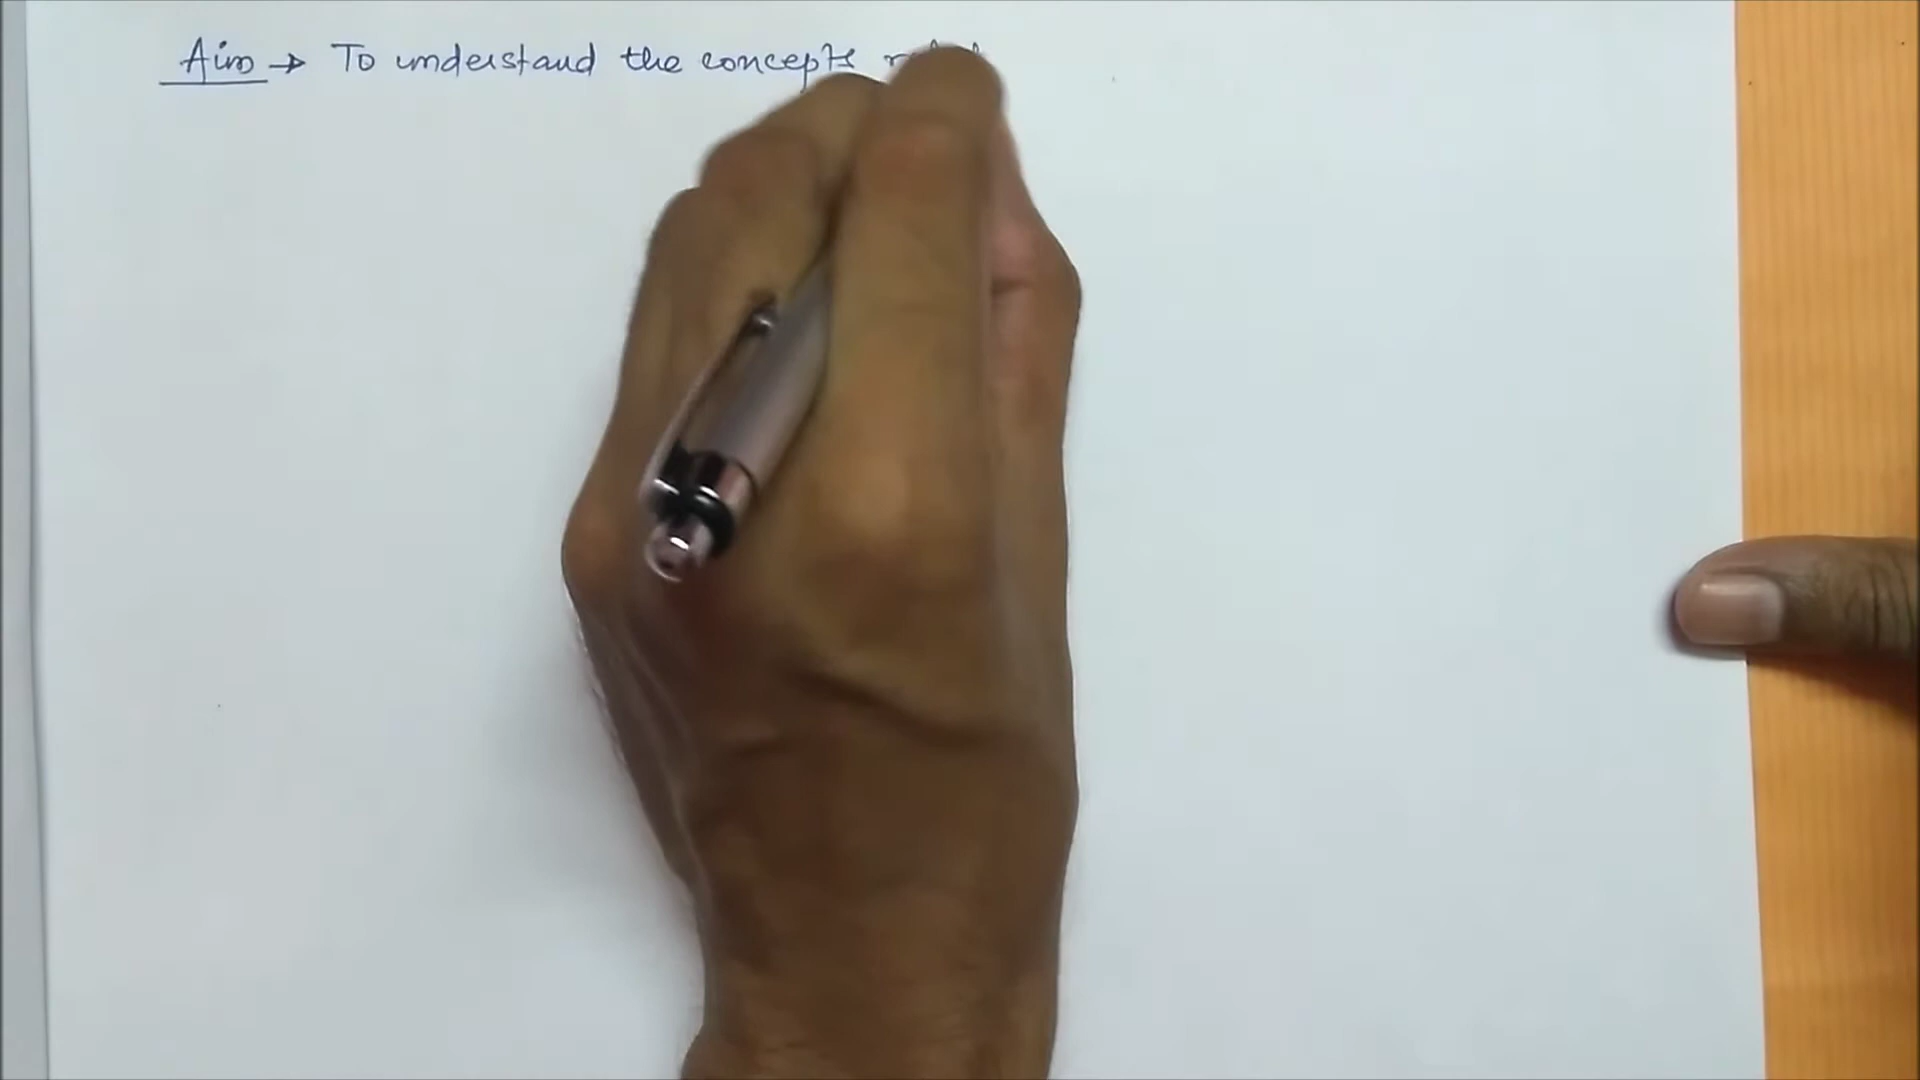 Aim → To understand the concepts